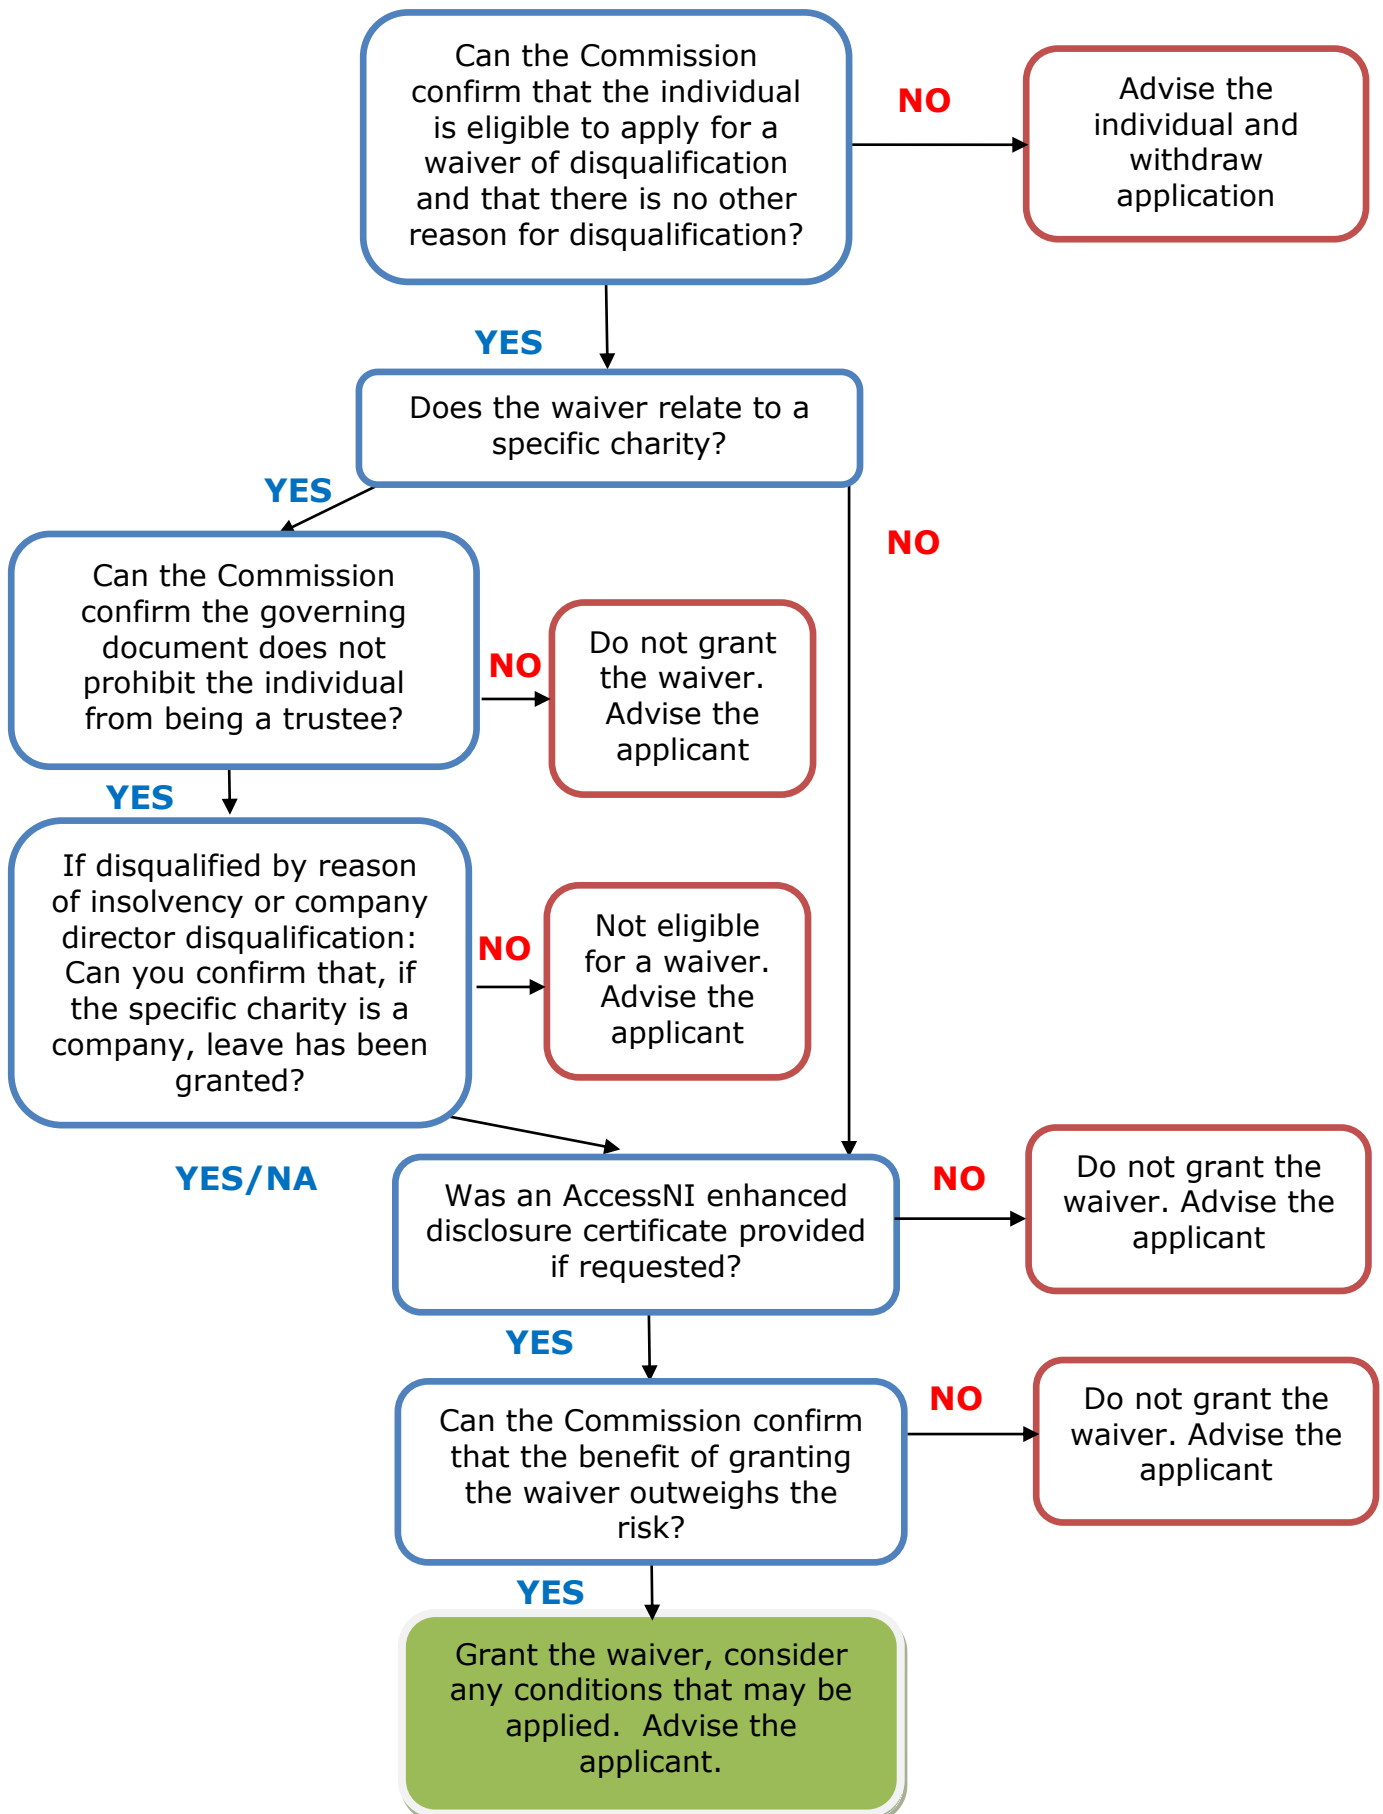 Can the Commission
confirm that the individual
is eligible to apply for a
waiver of disqualification
and that there is no other
reason for disqualification?
NO
Advise the
individual and
withdraw
application
YES
Does the waiver relate to a
specific charity?
YES
NO
Can the Commission
confirm the governing
document does not
prohibit the individual
from being a trustee?
NO
Do not grant
the waiver.
Advise the
applicant
YES
If disqualified by reason
of insolvency or company
director disqualification:
Can you confirm that, if
the specific charity is a
company, leave has been
granted?
NO
Not eligible
for a waiver.
Advise the
applicant
YES/NA
Was an AccessNI enhanced
disclosure certificate provided
if requested?
NO
Do not grant the
waiver. Advise the
applicant
YES
Can the Commission confirm
that the benefit of granting
the waiver outweighs the
risk?
NO
Do not grant the
waiver. Advise the
applicant
YES
Grant the waiver, consider
any conditions that may be
applied.  Advise the
applicant.